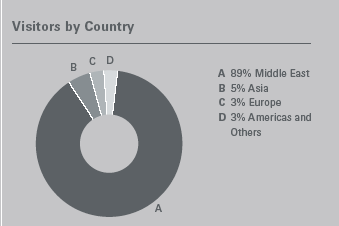 Visitors by Country
B C D
A 89% Middle East
B 5% Asia
C 3% Europe
D 3% Americas and
Others
A